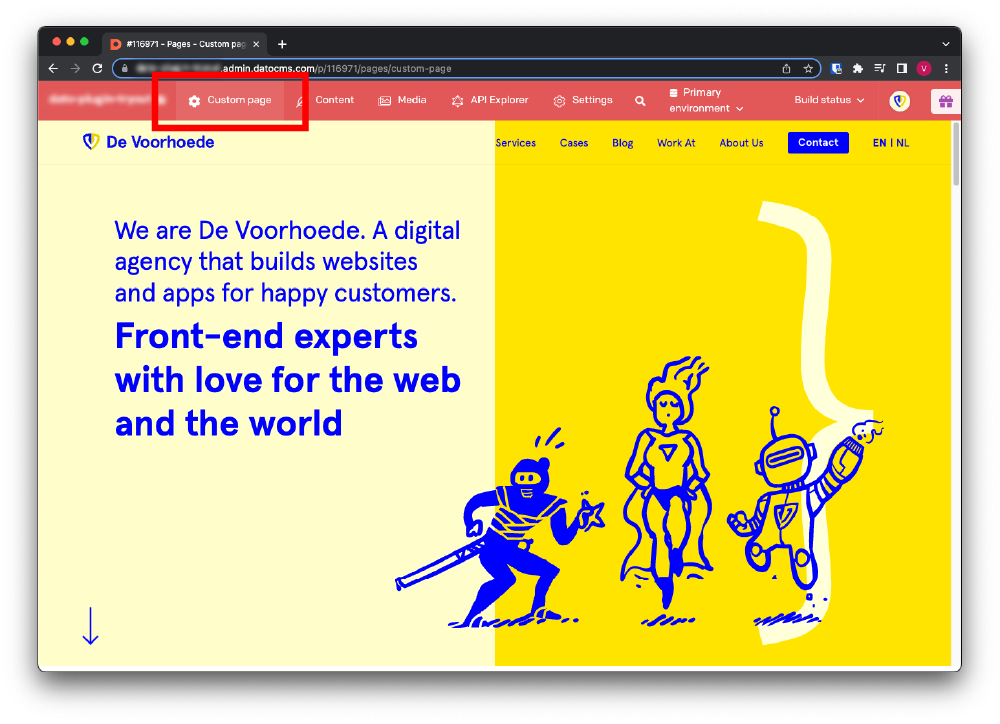 #116971 - Pages - Custom pag
.admin.datocms.com/p/116971/pages/custom-page
V
Custom page
Content
Media
API Explorer
Settings
Primary
environment
Build status
De Voorhoede
Services
Cases
Blog
Work At
About Us
Contact
EN | NL
We are De Voorhoede. A digital
agency that builds websites
and apps for happy customers.
Front-end experts
with love for the web
and the world